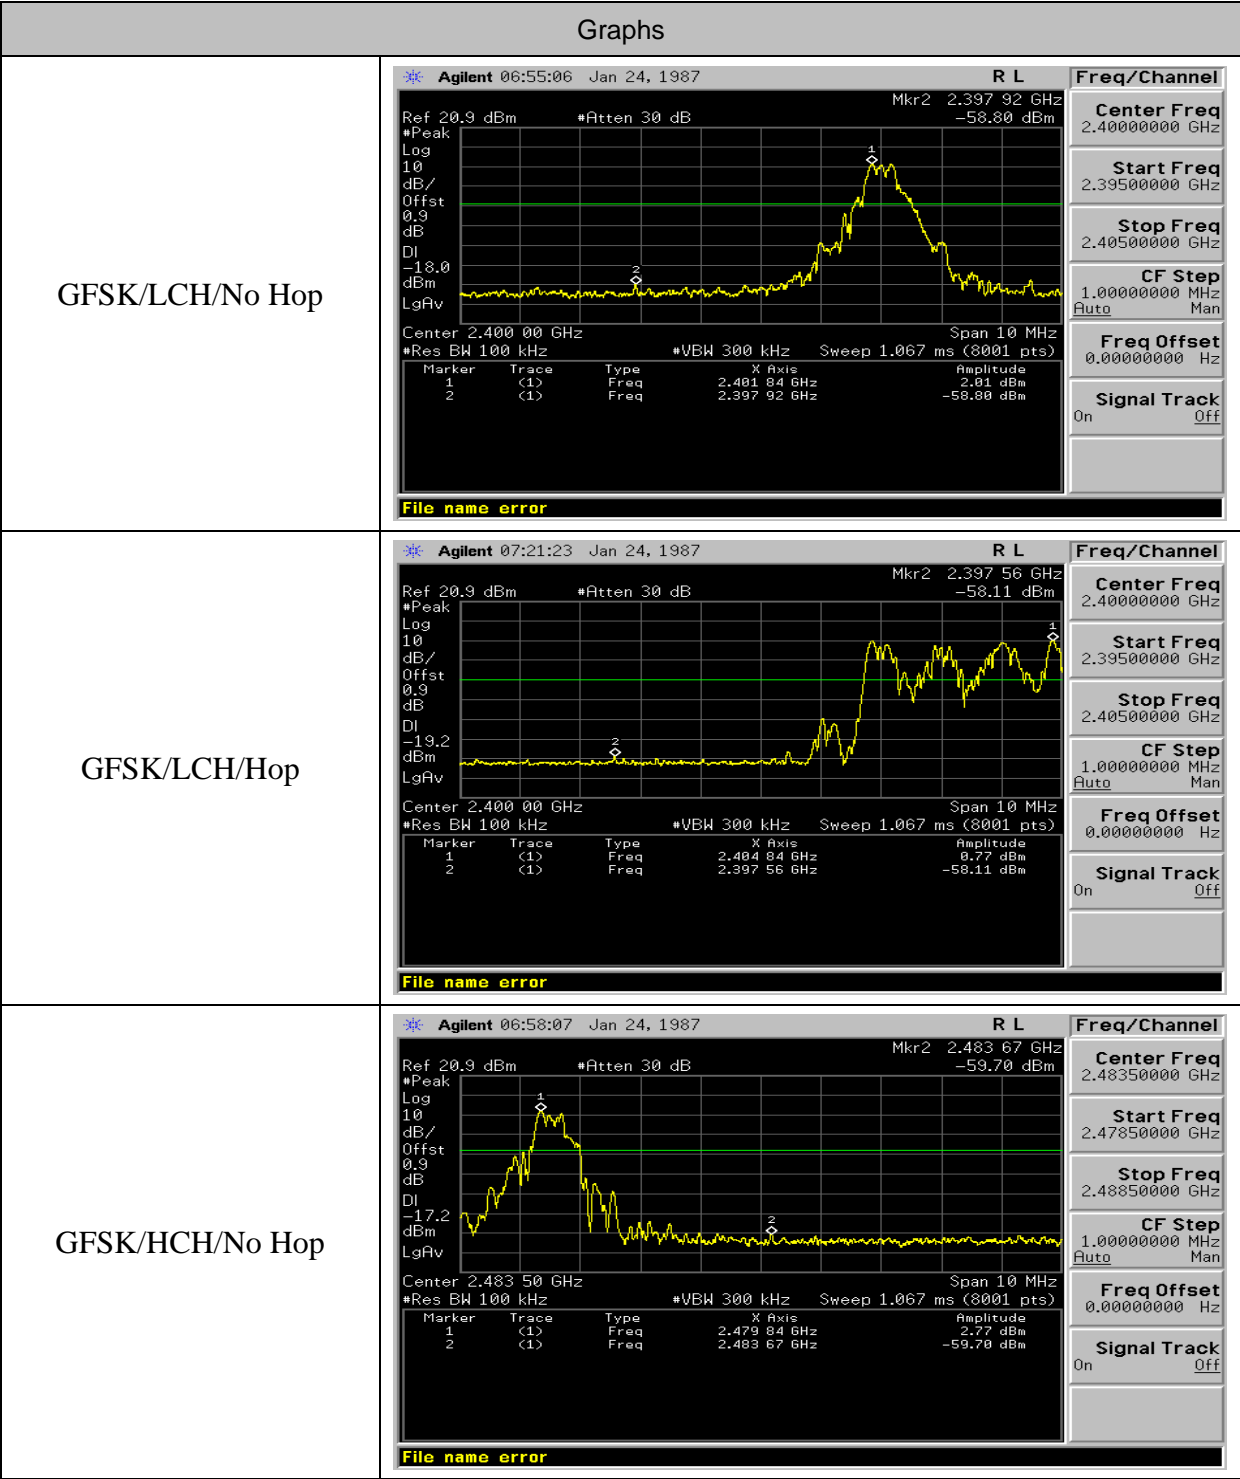 Graphs
GFSK/LCH/No Hop
Agilent 06:55:06 Jan 24, 1987 R L Freq/Channel
Mkr2 2.397 92 GHz
Ref 20.9 dBm #Atten 30 dB -58.80 dBm
#Peak
Log
10
dB/
Offst
0.9
dB
DI
-18.0
dBm
LgAv
1
2
Center 2.400 00 GHz Span 10 MHz
#Res BW 100 kHz #VBW 300 kHz Sweep 1.067 ms (8001 pts)
Marker Trace Type X Axis Amplitude
1 (1) Freq 2.401 84 GHz 2.01 dBm
2 (1) Freq 2.397 92 GHz -58.80 dBm
File name error
Center Freq
2.40000000 GHz
Start Freq
2.39500000 GHz
Stop Freq
2.40500000 GHz
CF Step
1.00000000 MHz
Auto Man
Freq Offset
0.00000000 Hz
Signal Track
On Off
GFSK/LCH/Hop
Agilent 07:21:23 Jan 24, 1987 R L Freq/Channel
Mkr2 2.397 56 GHz
Ref 20.9 dBm #Atten 30 dB -58.11 dBm
#Peak
Log
10
dB/
Offst
0.9
dB
DI
-19.2
dBm
LgAv
1
2
Center 2.400 00 GHz Span 10 MHz
#Res BW 100 kHz #VBW 300 kHz Sweep 1.067 ms (8001 pts)
Marker Trace Type X Axis Amplitude
1 (1) Freq 2.404 84 GHz 0.77 dBm
2 (1) Freq 2.397 56 GHz -58.11 dBm
File name error
Center Freq
2.40000000 GHz
Start Freq
2.39500000 GHz
Stop Freq
2.40500000 GHz
CF Step
1.00000000 MHz
Auto Man
Freq Offset
0.00000000 Hz
Signal Track
On Off
GFSK/HCH/No Hop
Agilent 06:58:07 Jan 24, 1987 R L Freq/Channel
Mkr2 2.483 67 GHz
Ref 20.9 dBm #Atten 30 dB -59.70 dBm
#Peak
Log
10
dB/
Offst
0.9
dB
DI
-17.2
dBm
LgAv
1
2
Center 2.483 50 GHz Span 10 MHz
#Res BW 100 kHz #VBW 300 kHz Sweep 1.067 ms (8001 pts)
Marker Trace Type X Axis Amplitude
1 (1) Freq 2.479 84 GHz 2.77 dBm
2 (1) Freq 2.483 67 GHz -59.70 dBm
File name error
Center Freq
2.48350000 GHz
Start Freq
2.47850000 GHz
Stop Freq
2.48850000 GHz
CF Step
1.00000000 MHz
Auto Man
Freq Offset
0.00000000 Hz
Signal Track
On Off